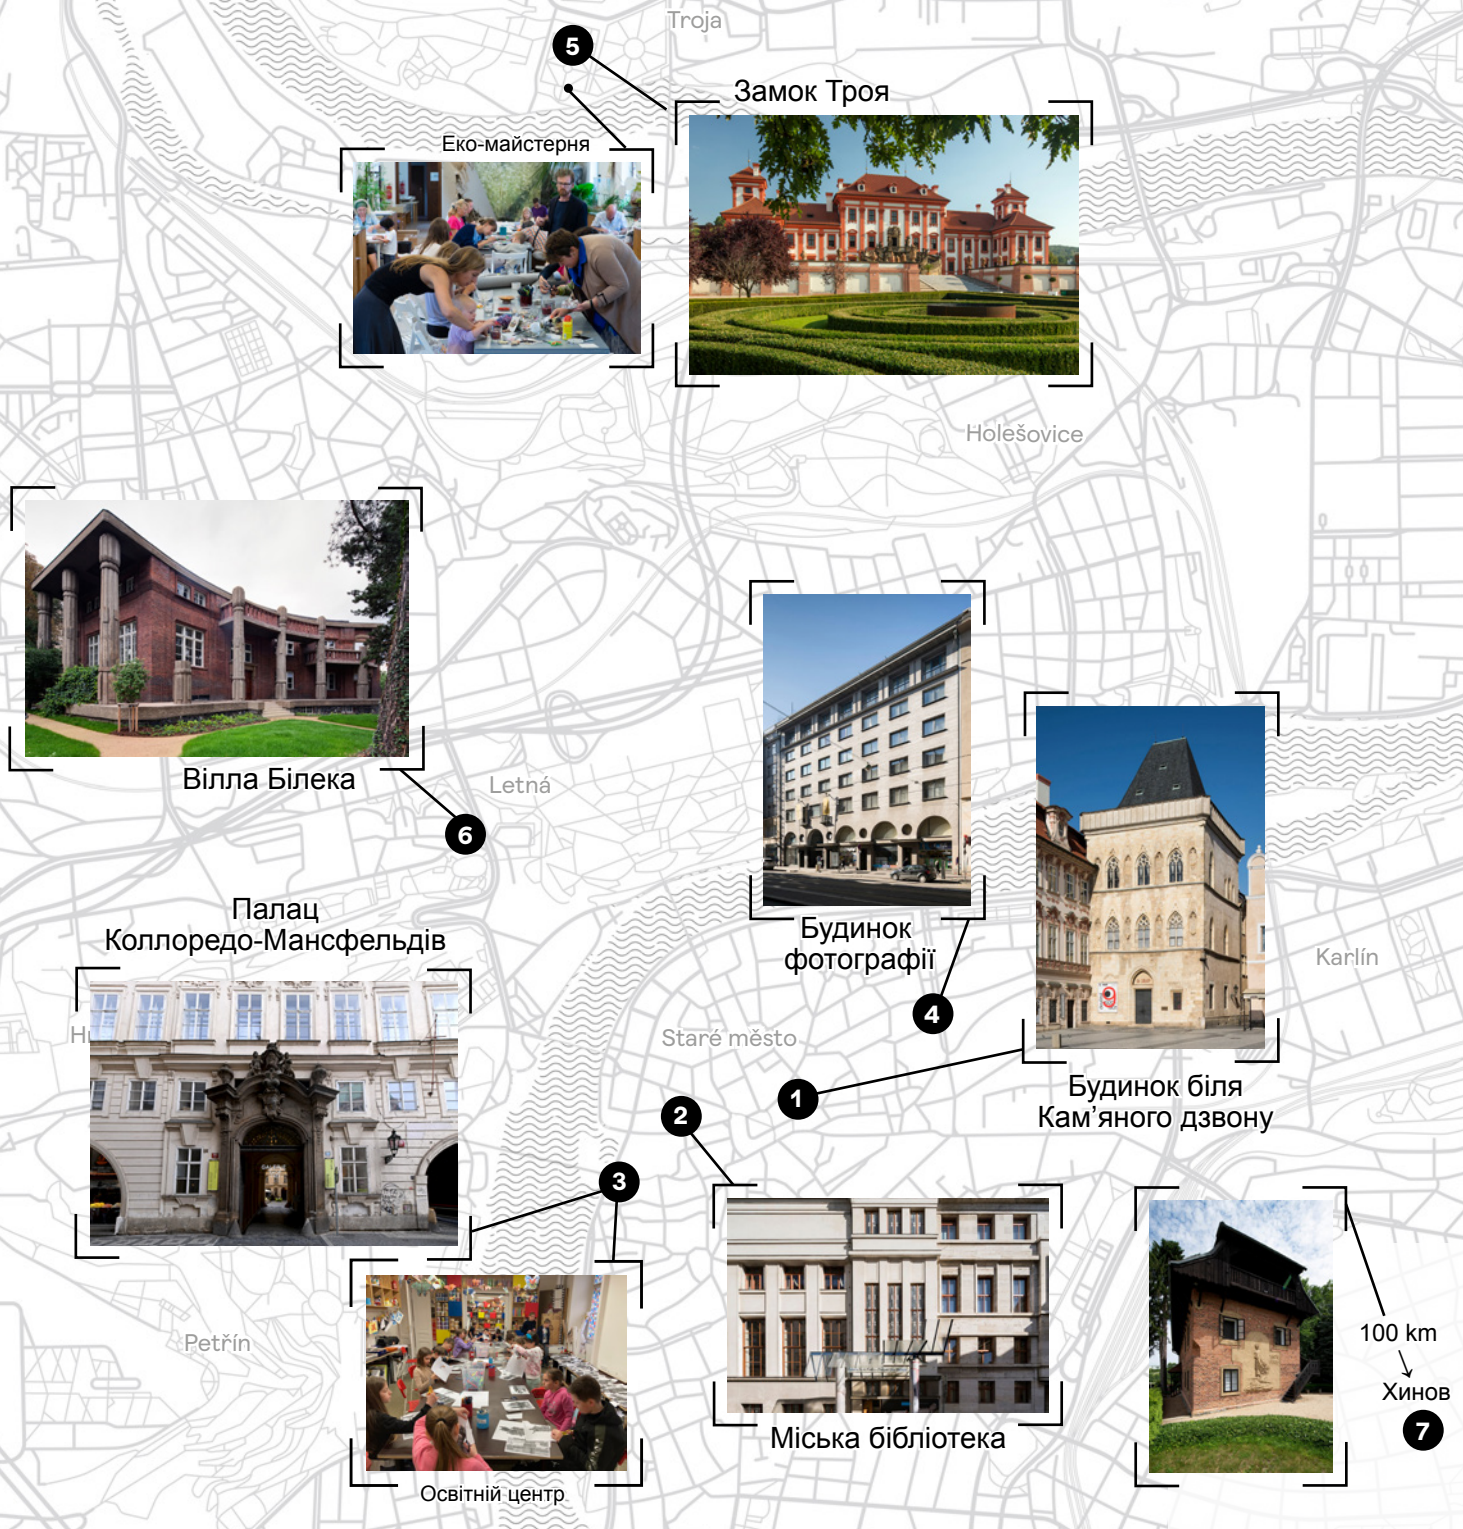 Troja
5
Замок Троя
Еко-майстерня
Holešovice
Вілла Білека
Letná
6
Палац
Коллоредо-Мансфельдів
Будинок
фотографії
4
Karlín
Staré město
1
Будинок біля
Кам’яного дзвону
2
3
Petřín
100 km
Хинов
7
Міська бібліотека
Освітній центр